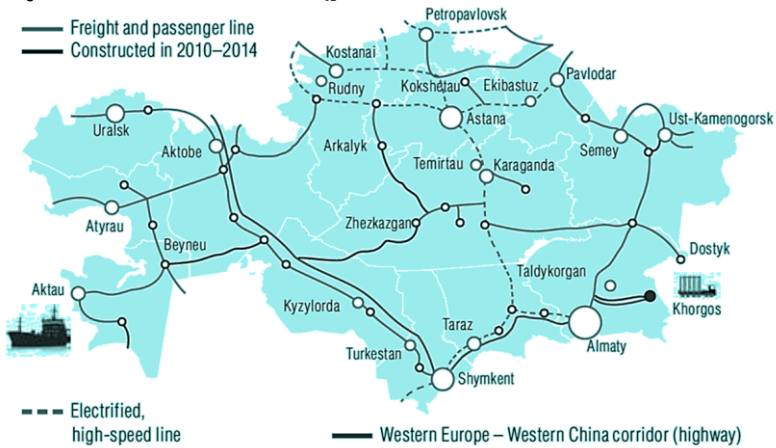 Freight and passenger line
Constructed in 2010–2014
Petropavlovsk
Kostanai
Rudny
Kokshetau
Ekibastuz
Pavlodar
Uralsk
Astana
Ust-Kamenogorsk
Aktobe
Arkalyk
Semey
Temirtau
Karaganda
Atyrau
Zhezkazgan
Beyneu
Dostyk
Aktau
Taldykorgan
Khorgos
Kyzylorda
Taraz
Almaty
Turkestan
Shymkent
Electrified,
high-speed line
Western Europe – Western China corridor (highway)